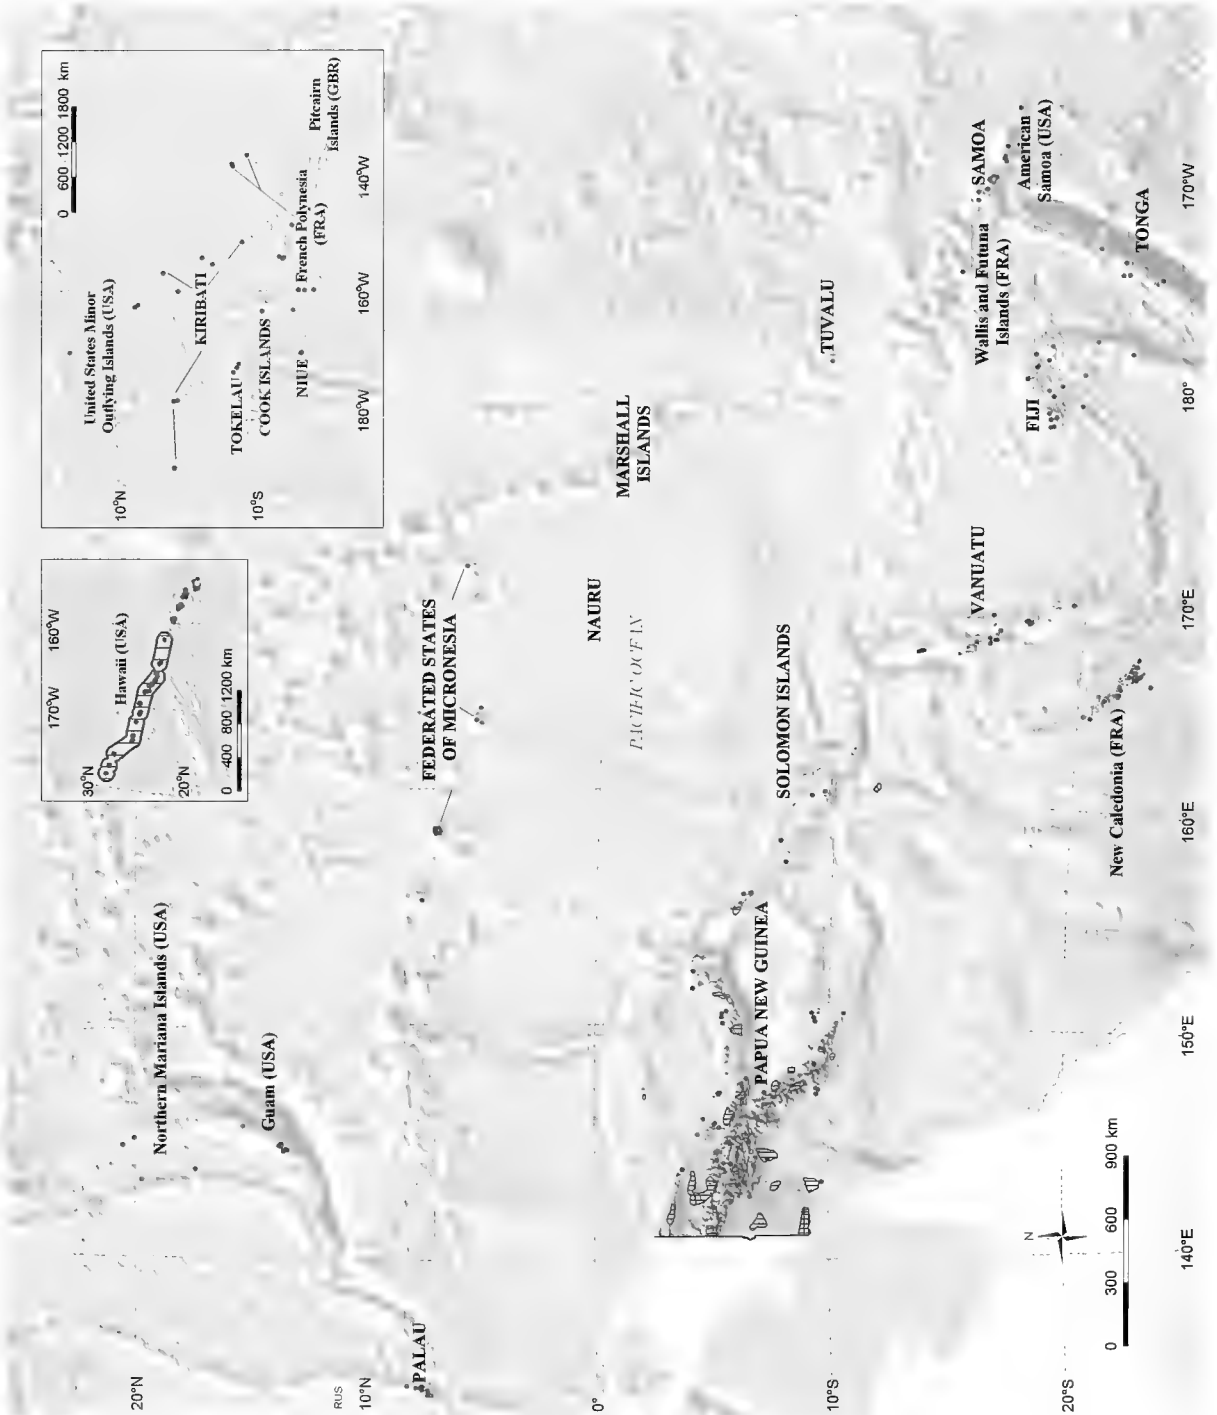 0 600 1200 1800 km
United States Minor
Outlying Islands (USA)
KIRIBATI
TOKELAU
COOK ISLANDS
NIUE
French Polynesia
(FRA)
Pitcairn
Islands (GBR)
10°N
10°S
180°W
160°W
140°W
Hawaii (USA)
170°W
160°W
30°N
20°N
0 400 800 1200 km
Northern Mariana Islands (USA)
Guam (USA)
PALAU
FEDERATED STATES
OF MICRONESIA
MARSHALL
ISLANDS
NAURU
PACIFIC OCEAN
PAPUA NEW GUINEA
SOLOMON ISLANDS
TUVALU
VANUATU
New Caledonia (FRA)
FIJI
Wallis and Futuna
Islands (FRA)
SAMOA
American
Samoa (USA)
TONGA
20°N
RUS
10°N
0°
10°S
20°S
140°E
150°E
160°E
170°E
180°
170°W
N
0 300 600 900 km